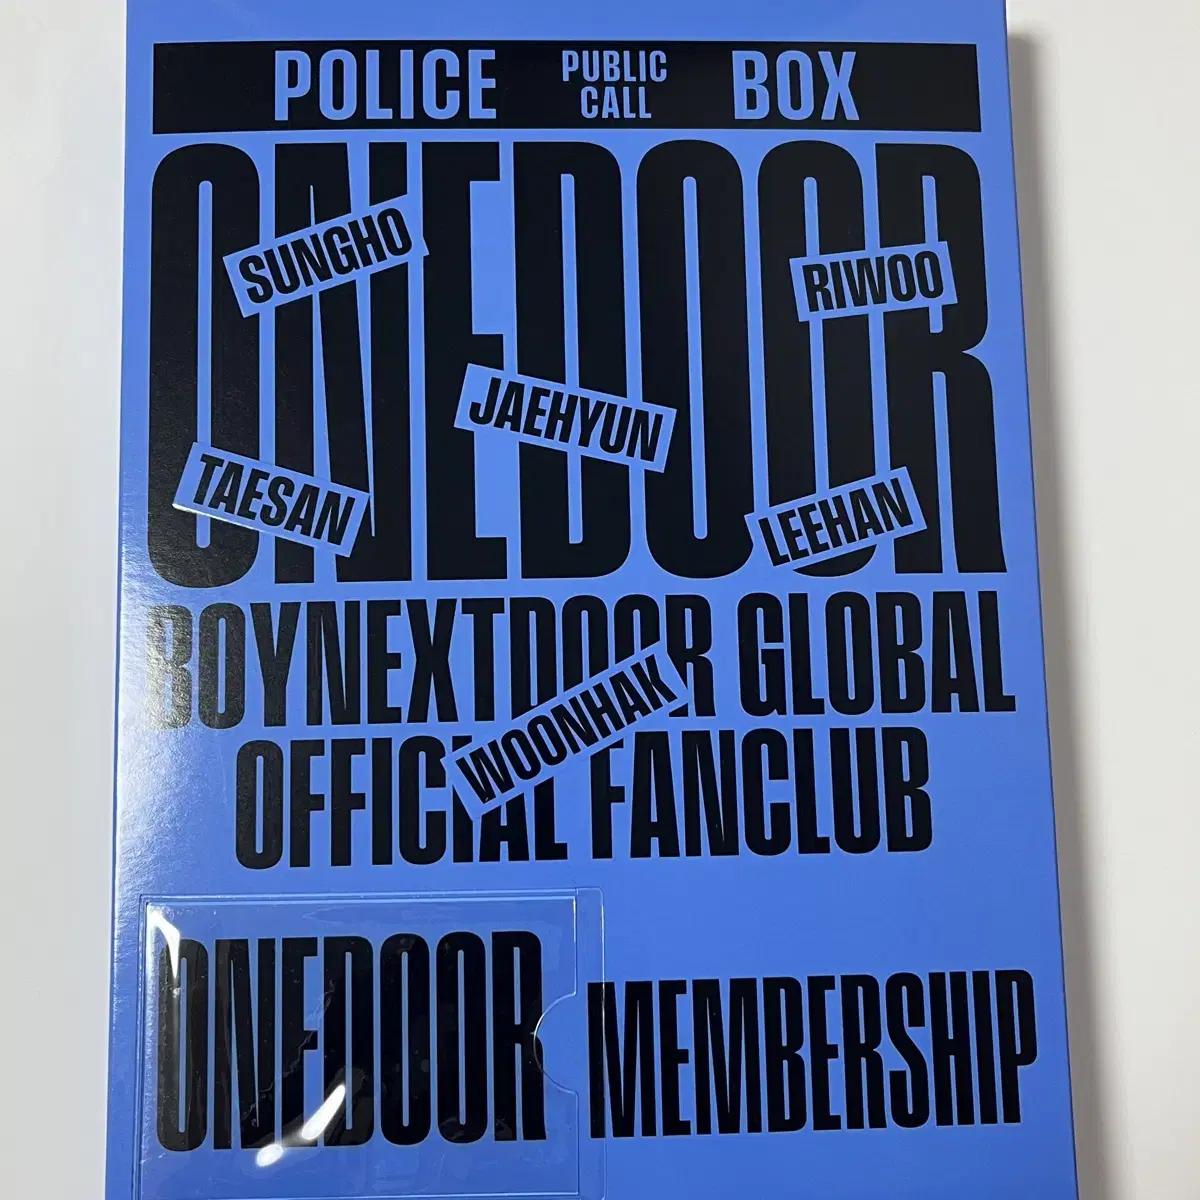 POLICE PUBLIC CALL BOX
ONEDOOR
SUNGHO
RIWOO
JAEHYUN
TAESAN
LEEHAN
BOYNEXTDOOR GLOBAL
WOONHAK
OFFICIAL FANCLUB
ONEDOOR MEMBERSHIP